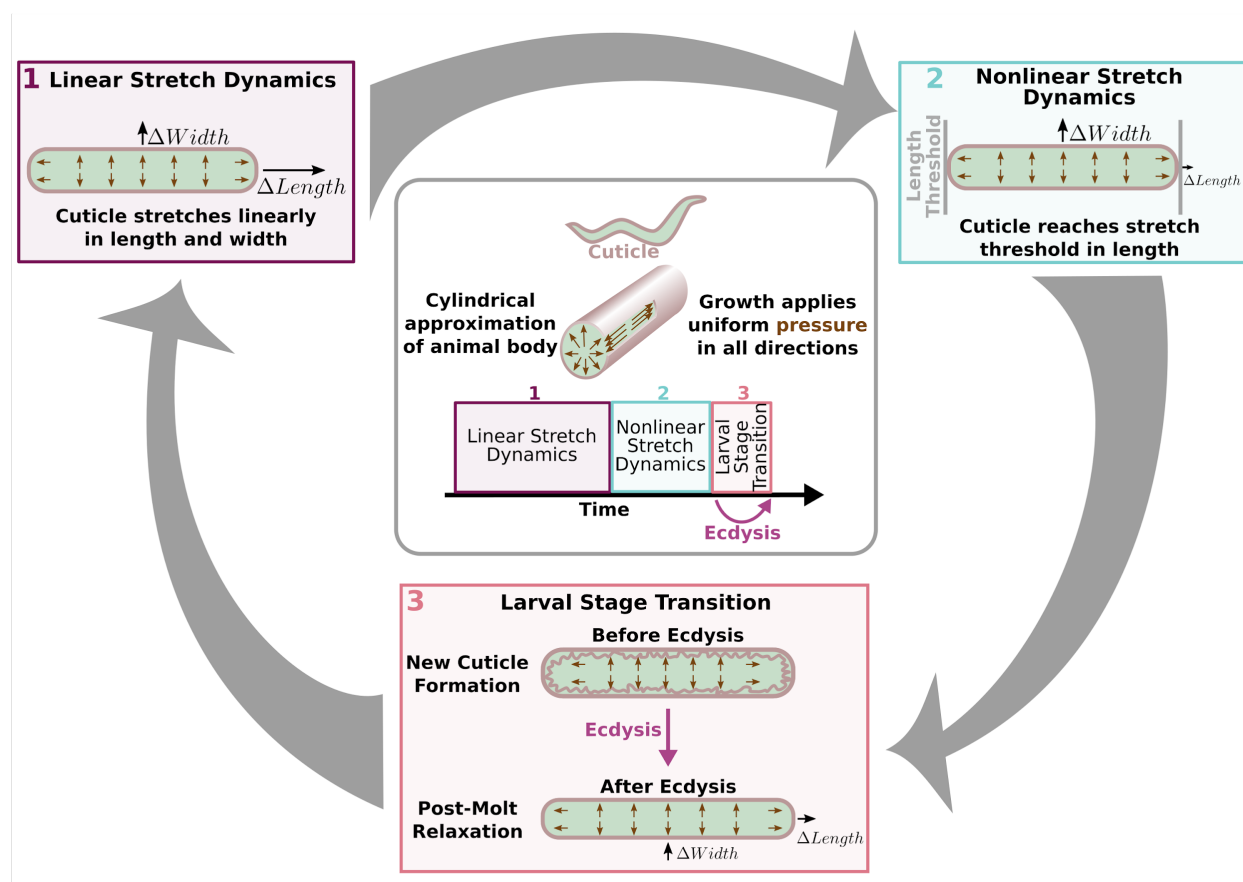 1 Linear Stretch Dynamics
ΔWidth
ΔLength
Cuticle stretches linearly
in length and width
2 Nonlinear Stretch
Dynamics
Length
Threshold
ΔWidth
ΔLength
Cuticle reaches stretch
threshold in length
Cuticle
Cylindrical
approximation
of animal body
Growth applies
uniform pressure
in all directions
1
2
3
Linear Stretch
Dynamics
Nonlinear
Stretch
Dynamics
Larval
Stage
Transition
Time
Ecdysis
3 Larval Stage Transition
Before Ecdysis
New Cuticle
Formation
Ecdysis
After Ecdysis
Post-Molt
Relaxation
ΔLength
ΔWidth